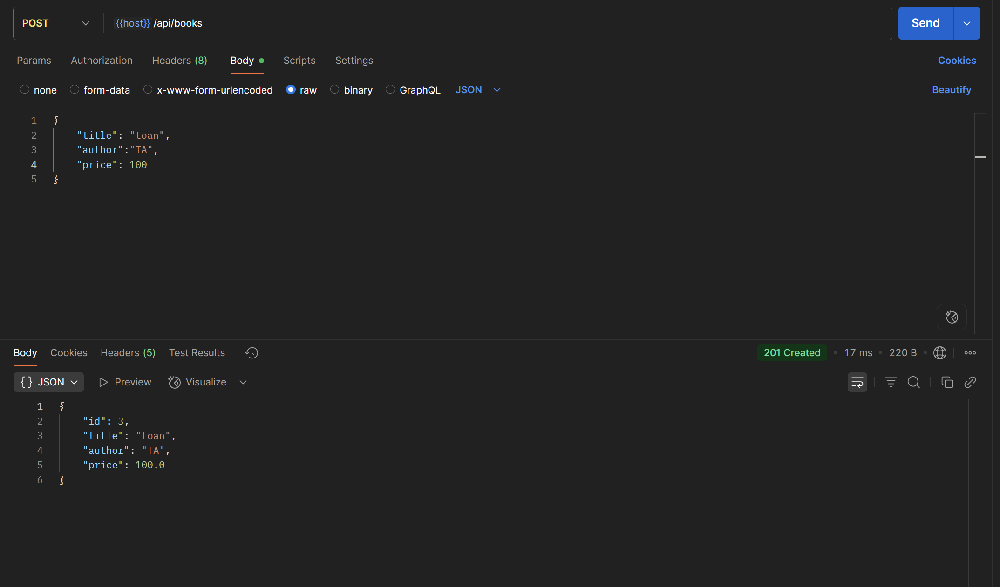 POST {{host}}/api/books Send
Params Authorization Headers (8) Body Scripts Settings Cookies
none form-data x-www-form-urlencoded raw binary GraphQL JSON Beautify
1 {
2 "title": "toan",
3 "author":"TA",
4 "price": 100
5 }
Body Cookies Headers (5) Test Results 201 Created • 17 ms • 220 B
{} JSON Preview Visualize
1 {
2 "id": 3,
3 "title": "toan",
4 "author": "TA",
5 "price": 100.0
6 }